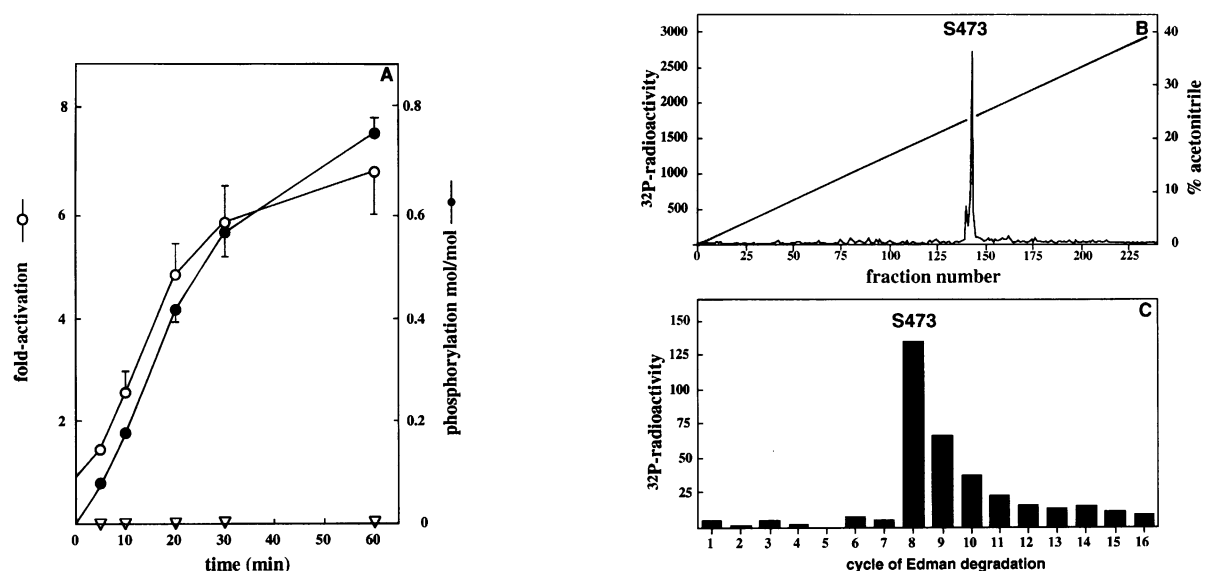 A
8
6
4
2
0.8
0.6
0.4
0.2
0
0 10 20 30 40 50 60
time (min)
fold-activation
phosphorylation mol/mol
B
S473
3000
2500
2000
1500
1000
500
40
30
20
10
0
0 25 50 75 100 125 150 175 200 225
fraction number
32P-radioactivity
% acetonitrile
C
S473
150
125
100
75
50
25
1 2 3 4 5 6 7 8 9 10 11 12 13 14 15 16
cycle of Edman degradation
32P-radioactivity